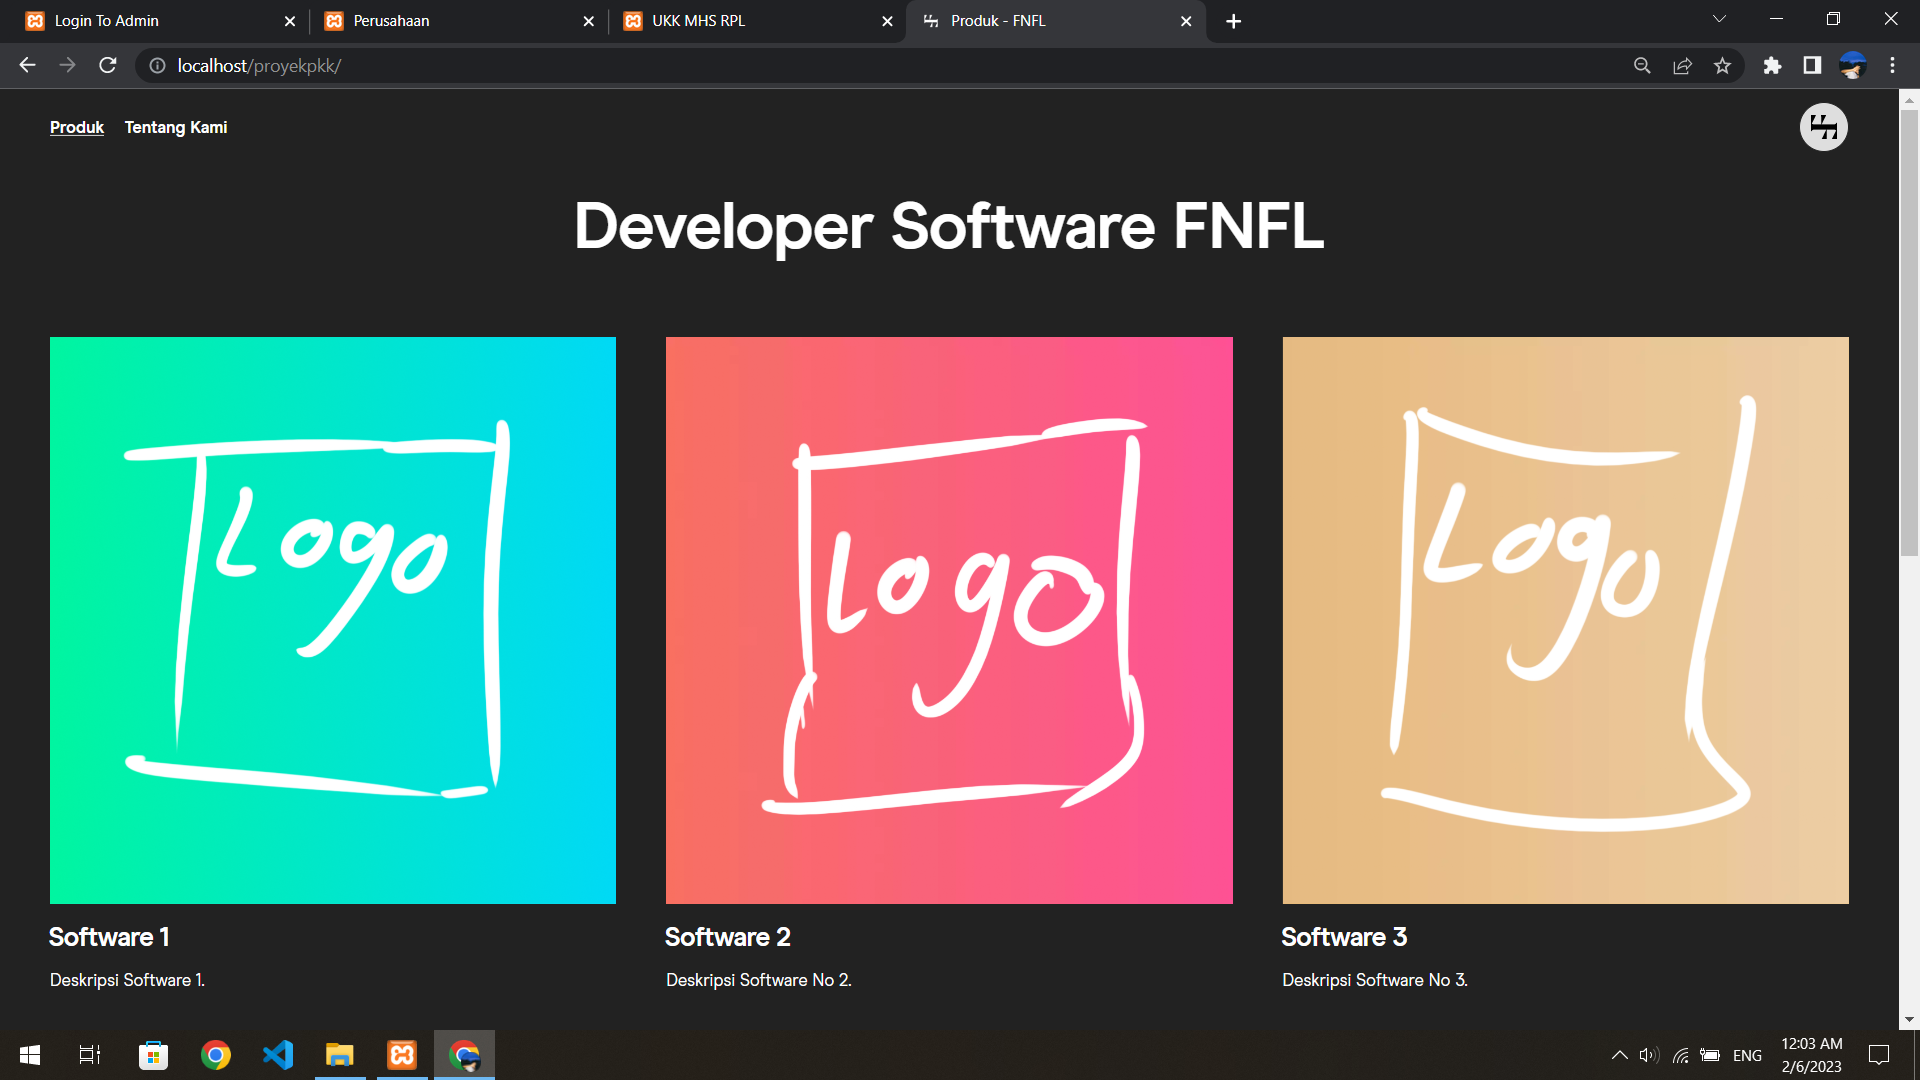 Login To Admin
Perusahaan
UKK MHS RPL
Produk - FNFL
localhost/proyekpkk/
Produk
Tentang Kami
Developer Software FNFL
Logo
Logo
Logo
Software 1
Software 2
Software 3
Deskripsi Software 1.
Deskripsi Software No 2.
Deskripsi Software No 3.
ENG
12:03 AM
2/6/2023